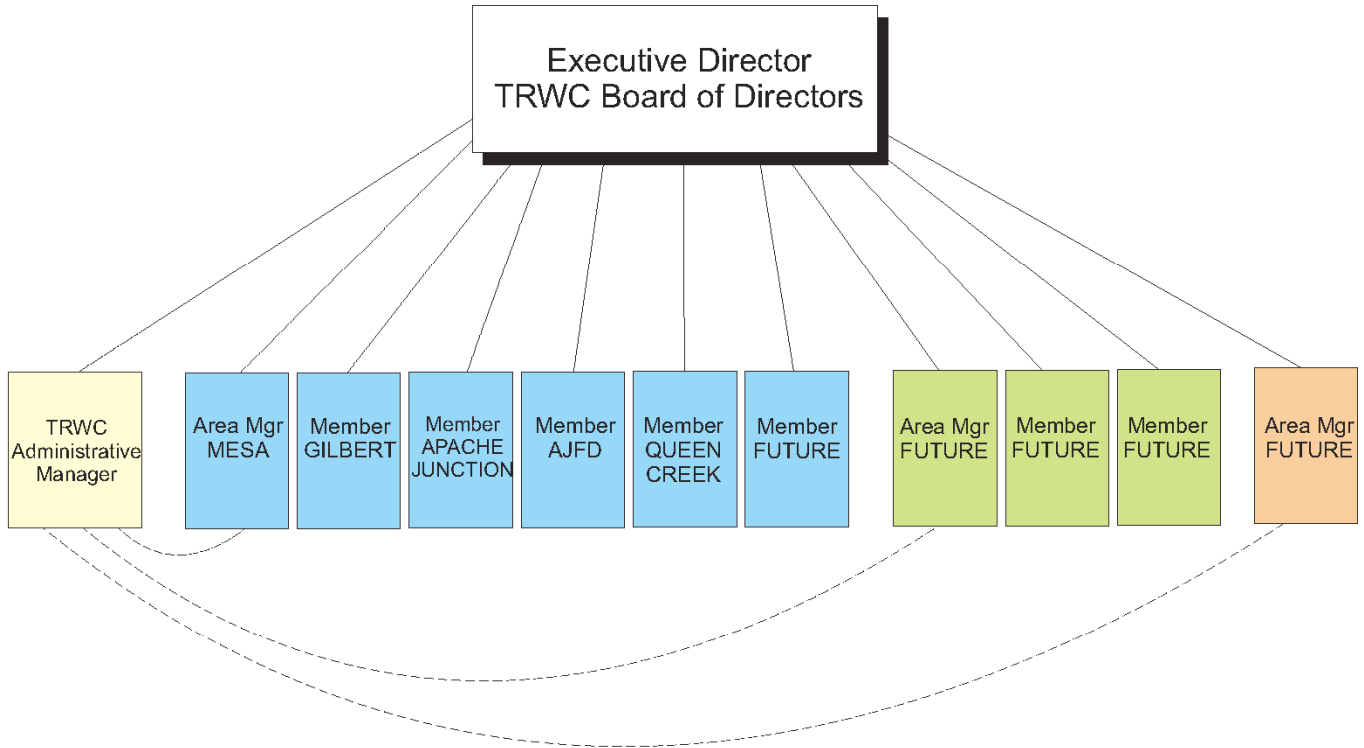 Executive Director
TRWC Board of Directors
TRWC
Administrative
Manager
Area Mgr
MESA
Member
GILBERT
Member
APACHE
JUNCTION
Member
AJFD
Member
QUEEN
CREEK
Member
FUTURE
Area Mgr
FUTURE
Member
FUTURE
Member
FUTURE
Area Mgr
FUTURE